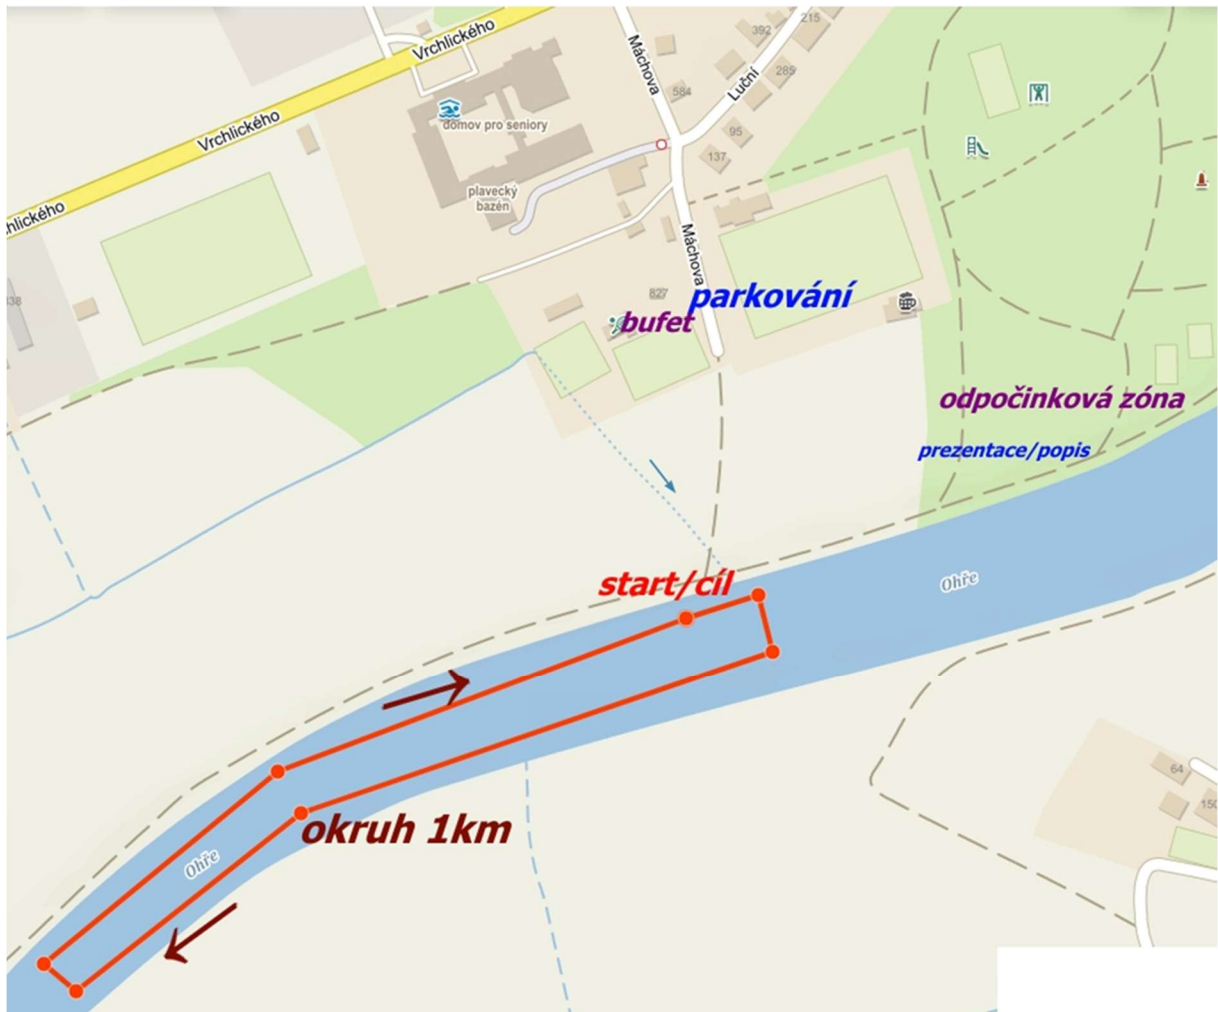 Vrchlického
Máchova
392
215
Luční
285
584
Vrchlického
domov pro seniory
95
137
plavecký
bazén
chlického
Máchova
338
827
parkování
bufet
odpočinková zóna
prezentace/popis
start/cíl
Ohře
64
150
okruh 1km
Ohře